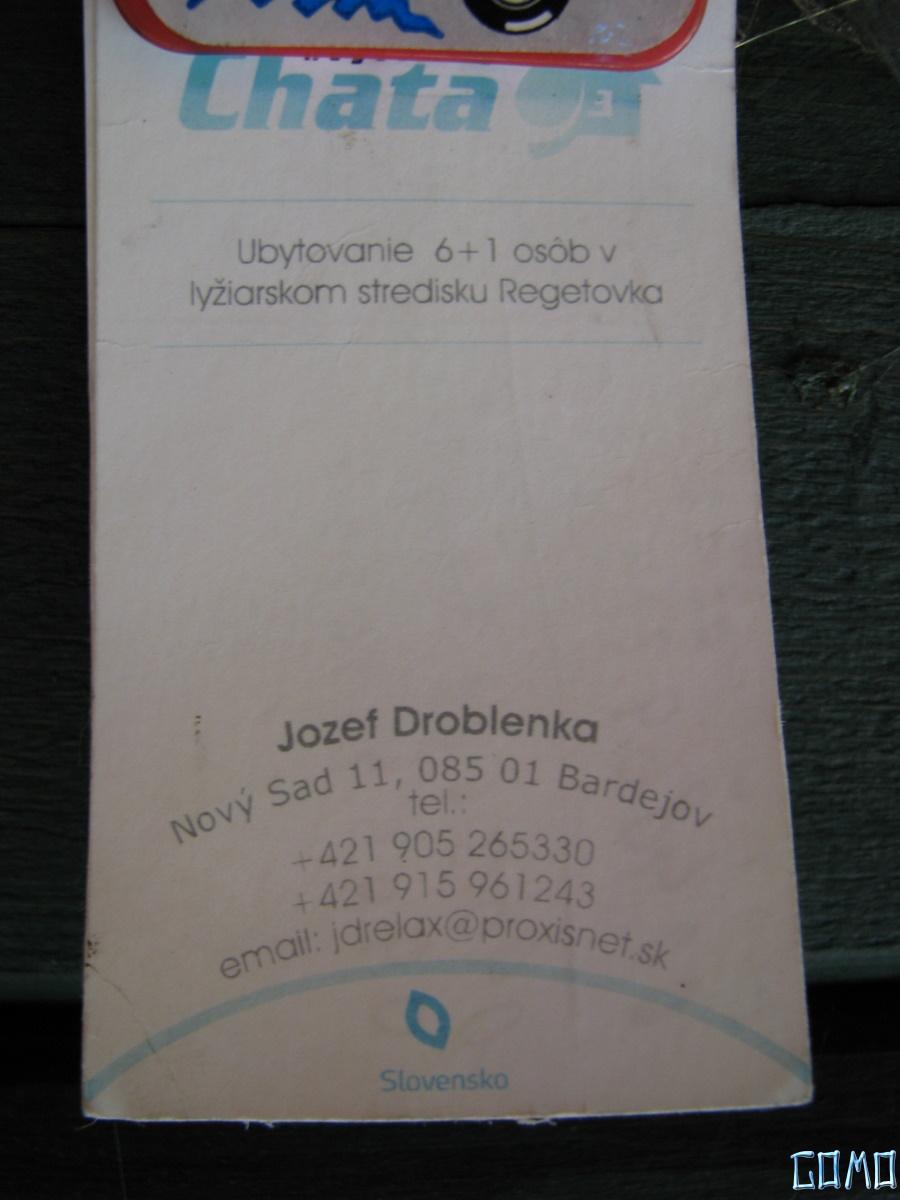 Chata
Ubytovanie 6+1 osôb v
lyžiarskom stredisku Regetovka
Jozef Droblenka
Nový Sad 11, 085 01 Bardejov
tel.:
+421 905 265330
+421 915 961243
email: jdrelax@proxisnet.sk
Slovensko
COMO